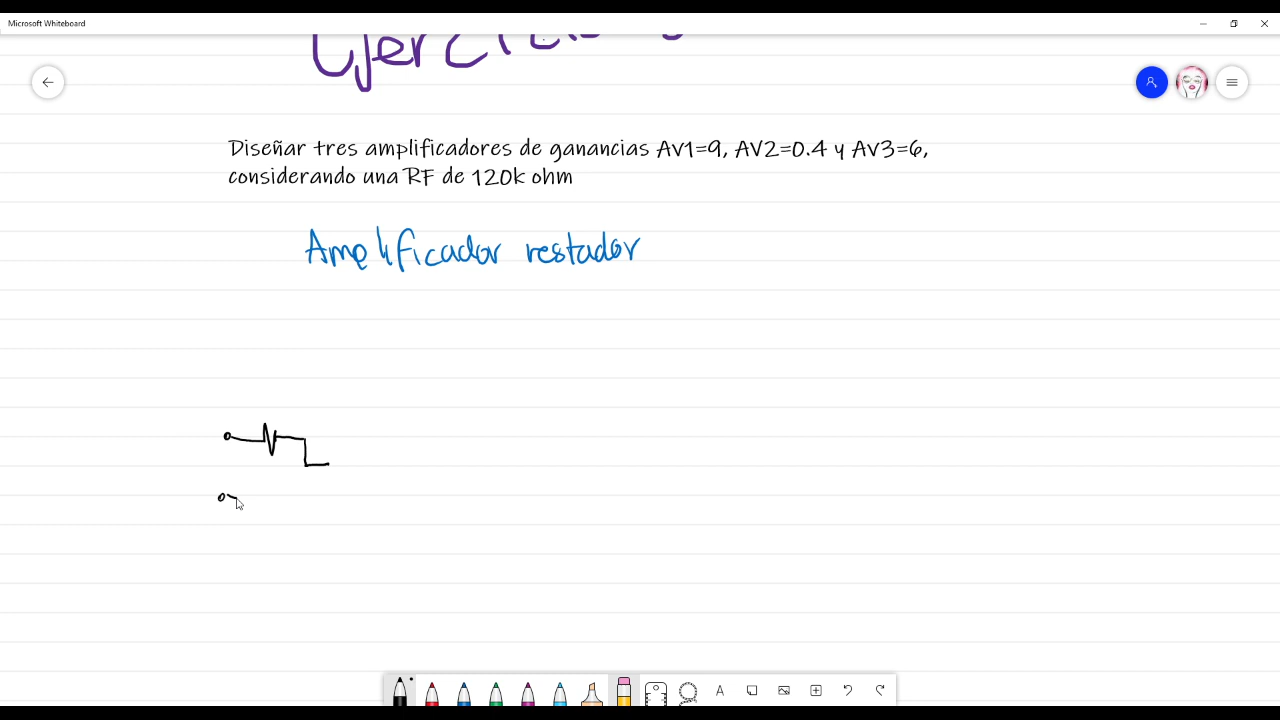 Microsoft Whiteboard
Diseñar tres amplificadores de ganancias AV1=9, AV2=0.4 y AV3=6,
considerando una RF de 120k ohm
Amplificador restador
A